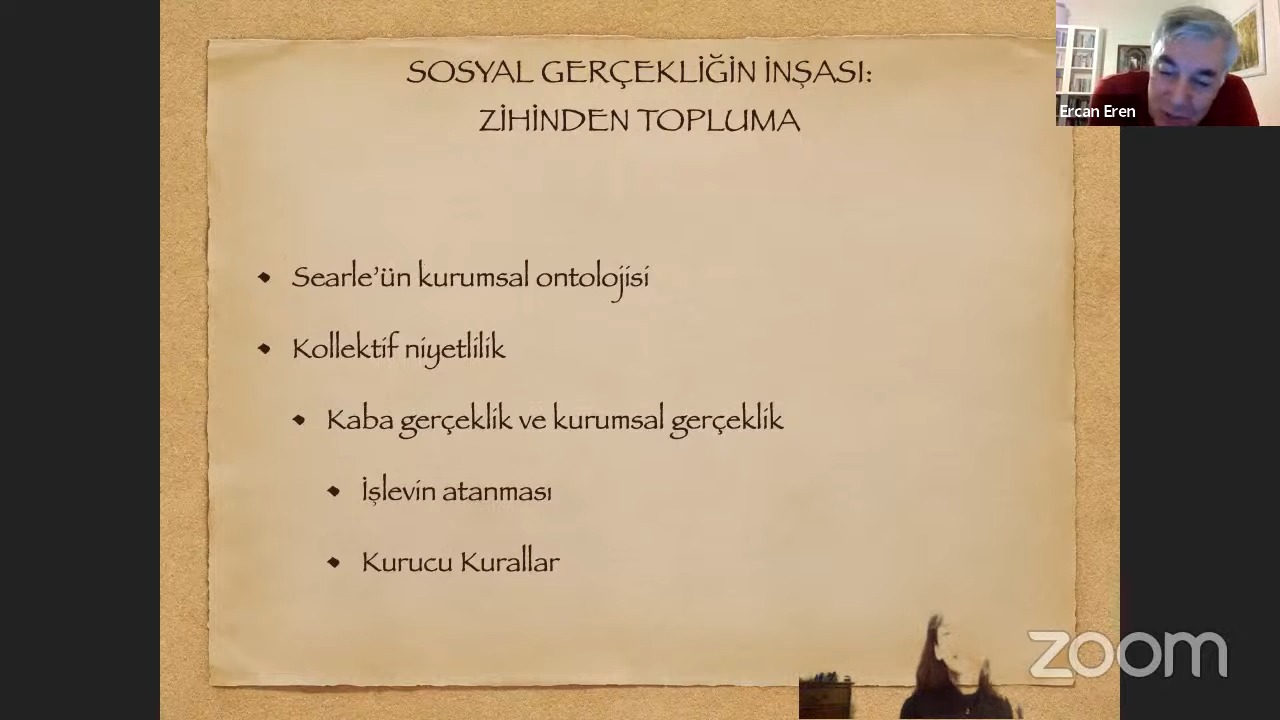 SOSYAL GERÇEKLİĞİN İNŞASI:
ZİHİNDEN TOPLUMA
Ercan Eren
Searle'ün kurumsal ontolojisi
Kollektif niyetlilik
Kaba gerçeklik ve kurumsal gerçeklik
İşlevin atanması
Kurucu Kurallar
zoom